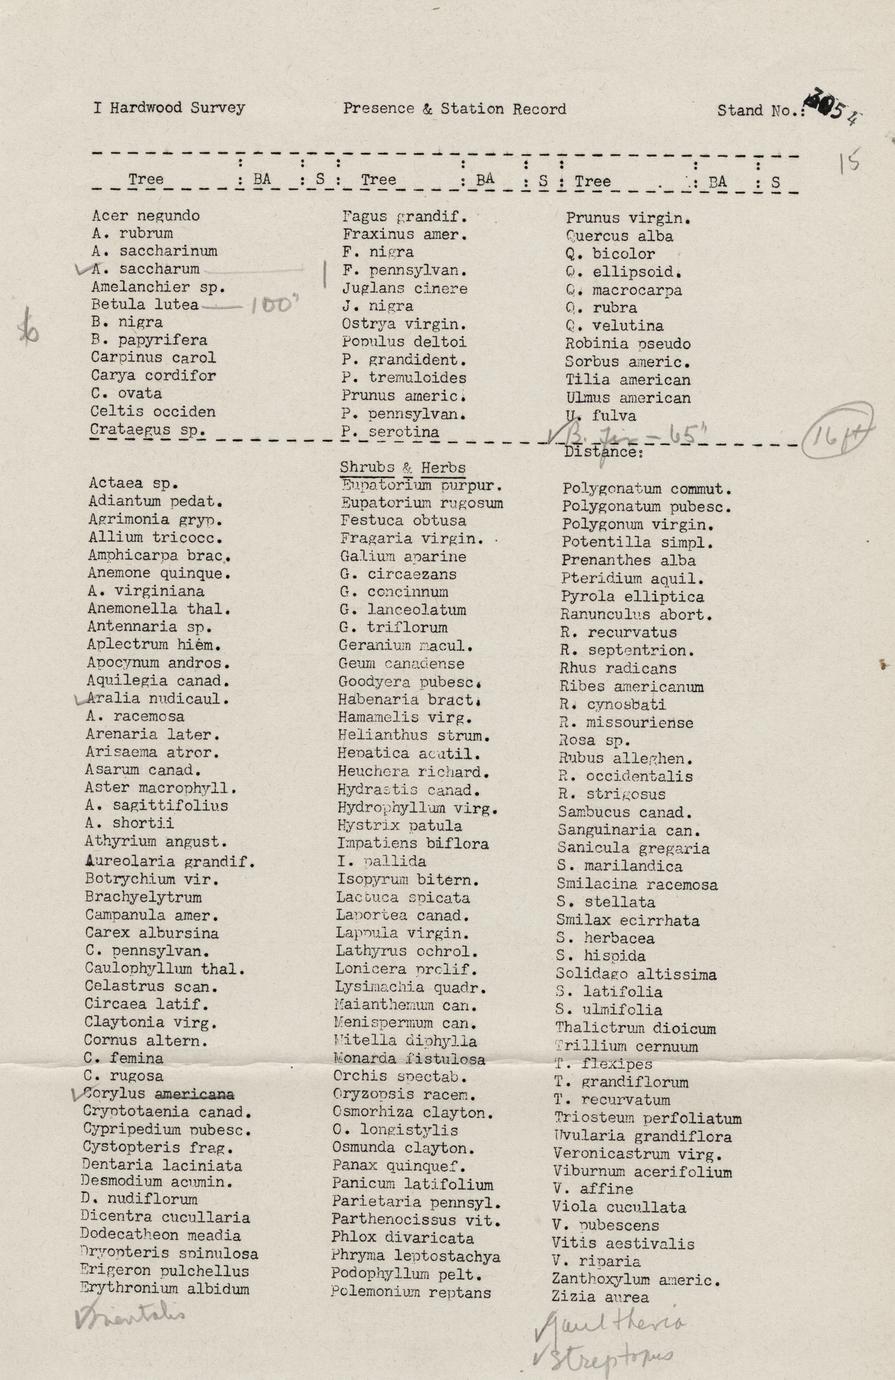 I Hardwood Survey Presence & Station Record Stand No.: 3054
15
Tree : BA : S : Tree : BA : S : Tree : BA : S
Acer negundo
A. rubrum
A. saccharinum
✓A. saccharum
Amelanchier sp.
Betula lutea — 100'
B. nigra
B. papyrifera
Carpinus carol
Carya cordifor
C. ovata
Celtis occiden
Crataegus sp.
Fagus grandif.
Fraxinus amer.
F. nigra
F. pennsylvan.
Juglans cinere
J. nigra
Ostrya virgin.
Populus deltoi
P. grandident.
P. tremuloides
Prunus americ.
P. pennsylvan.
P. serotina
Prunus virgin.
Quercus alba
Q. bicolor
Q. ellipsoid.
Q. macrocarpa
Q. rubra
Q. velutina
Robinia pseudo
Sorbus americ.
Tilia american
Ulmus american
U. fulva
✓B. Fir – 65'
16 pt
Distance:
Shrubs & Herbs
Actaea sp.
Adiantum pedat.
Agrimonia gryp.
Allium tricocc.
Amphicarpa brac.
Anemone quinque.
A. virginiana
Anemonella thal.
Antennaria sp.
Aplectrum hiem.
Apocynum andros.
Aquilegia canad.
✓Aralia nudicaul.
A. racemosa
Arenaria later.
Arisaema atror.
Asarum canad.
Aster macrophyll.
A. sagittifolius
A. shortii
Athyrium angust.
Aureolaria grandif.
Botrychium vir.
Brachyelytrum
Campanula amer.
Carex albursina
C. pennsylvan.
Caulophyllum thal.
Celastrus scan.
Circaea latif.
Claytonia virg.
Cornus altern.
C. femina
C. rugosa
✓Corylus americana
Cryptotaenia canad.
Cypripedium pubesc.
Cystopteris frag.
Dentaria laciniata
Desmodium acumin.
D. nudiflorum
Dicentra cucullaria
Dodecatheon meadia
Dryopteris spinulosa
Erigeron pulchellus
Erythronium albidum
✓Trientalis
Eupatorium purpur.
Eupatorium rugosum
Festuca obtusa
Fragaria virgin.
Galium aparine
G. circaezans
G. concinnum
G. lanceolatum
G. triflorum
Geranium macul.
Geum canadense
Goodyera pubesc.
Habenaria bract.
Hamamelis virg.
Helianthus strum.
Hepatica acutil.
Heuchera richard.
Hydrastis canad.
Hydrophyllum virg.
Hystrix patula
Impatiens biflora
I. pallida
Isopyrum bitern.
Lactuca spicata
Laportea canad.
Lappula virgin.
Lathyrus ochrol.
Lonicera prolif.
Lysimachia quadr.
Maianthemum can.
Menispermum can.
Mitella diphylla
Monarda fistulosa
Orchis spectab.
Oryzopsis racem.
Osmorhiza clayton.
O. longistylis
Osmunda clayton.
Panax quinquef.
Panicum latifolium
Parietaria pennsyl.
Parthenocissus vit.
Phlox divaricata
Phryma leptostachya
Podophyllum pelt.
Polemonium reptans
Polygonatum commut.
Polygonatum pubesc.
Polygonum virgin.
Potentilla simpl.
Prenanthes alba
Pteridium aquil.
Pyrola elliptica
Ranunculus abort.
R. recurvatus
R. septentrion.
Rhus radicans
Ribes americanum
R. cynosbati
R. missouriense
Rosa sp.
Rubus alleghen.
R. occidentalis
R. strigosus
Sambucus canad.
Sanguinaria can.
Sanicula gregaria
S. marilandica
Smilacina racemosa
S. stellata
Smilax ecirrhata
S. herbacea
S. hispida
Solidago altissima
S. latifolia
S. ulmifolia
Thalictrum dioicum
Trillium cernuum
T. flexipes
T. grandiflorum
T. recurvatum
Triosteum perfoliatum
Uvularia grandiflora
Veronicastrum virg.
Viburnum acerifolium
V. affine
Viola cucullata
V. pubescens
Vitis aestivalis
V. riparia
Zanthoxylum americ.
Zizia aurea
✓Gaultheria
✓Streptopus